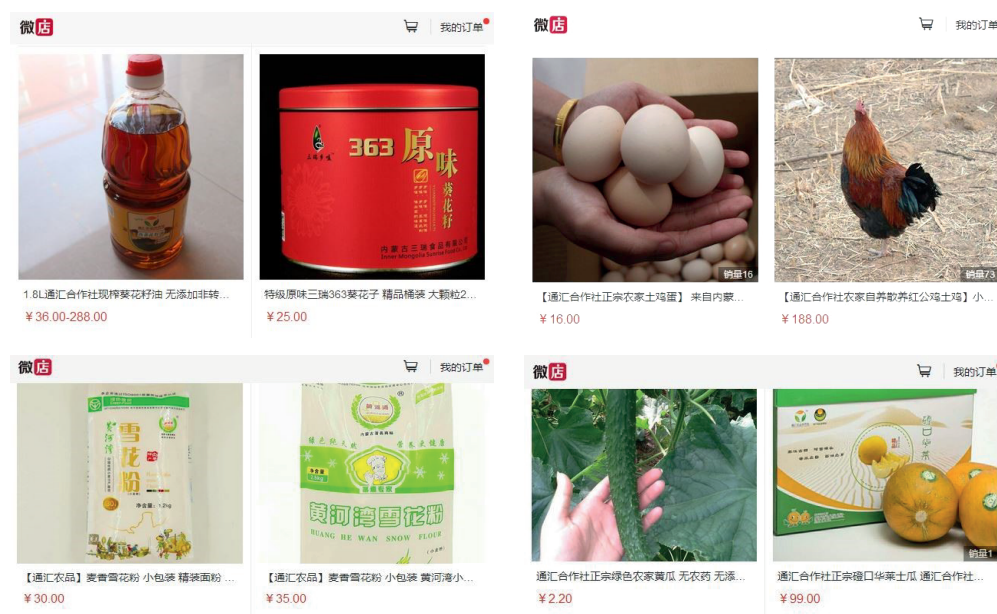 微店
我的订单
363 原味
葵花籽
内蒙古三瑞食品有限公司
Inner Mongolia Sunrise Food Co., Ltd
1.8L通汇合作社现榨葵花籽油 无添加非转...
¥36.00-288.00
特级原味三瑞363葵花子 精品桶装 大颗粒2...
¥25.00
微店
我的订单
销量16
销量73
【通汇合作社正宗农家土鸡蛋】 来自内蒙...
¥16.00
【通汇合作社农家自养散养红公鸡土鸡】小...
¥188.00
微店
我的订单
雪花粉
净含量:
黄河湾雪花粉
HUANG HE WAN SNOW FLOUR
【通汇农品】麦香雪花粉 小包装 精装面粉 ...
¥30.00
【通汇农品】麦香雪花粉 小包装 黄河湾小...
¥35.00
微店
我的订单
销量1
通汇合作社正宗绿色农家黄瓜 无农药 无添...
¥2.20
通汇合作社正宗磴口华莱士瓜 通汇合作社...
¥99.00